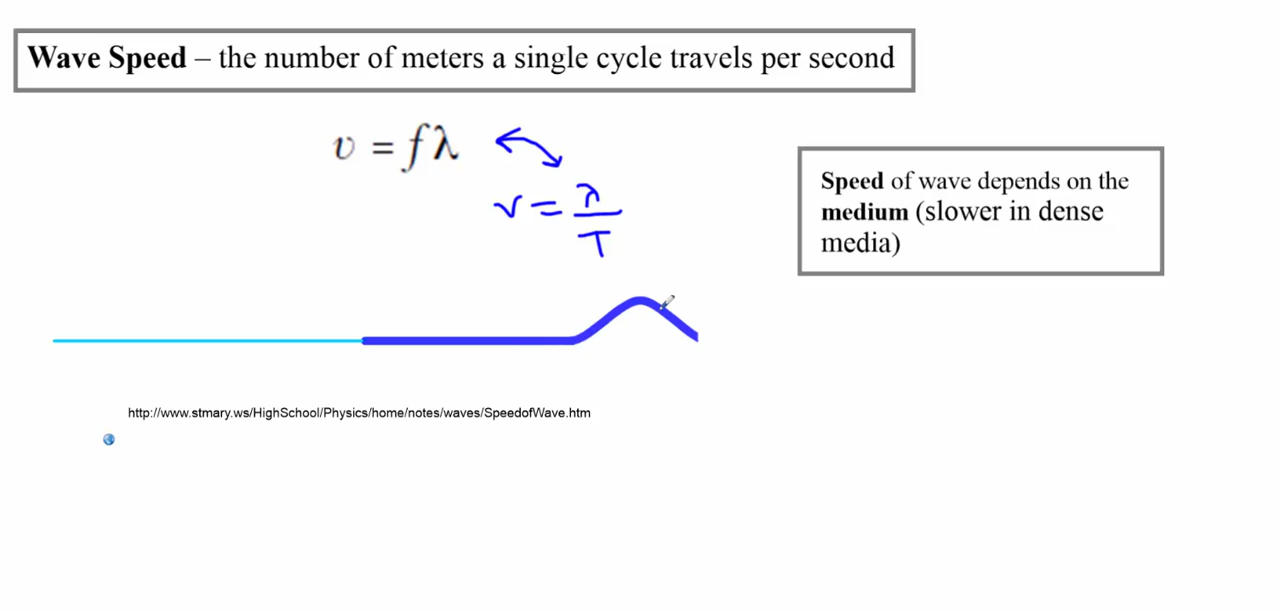 Wave Speed – the number of meters a single cycle travels per second
v = fλ
v = λ/T
Speed of wave depends on the
medium (slower in dense
media)
http://www.stmary.ws/HighSchool/Physics/home/notes/waves/SpeedofWave.htm